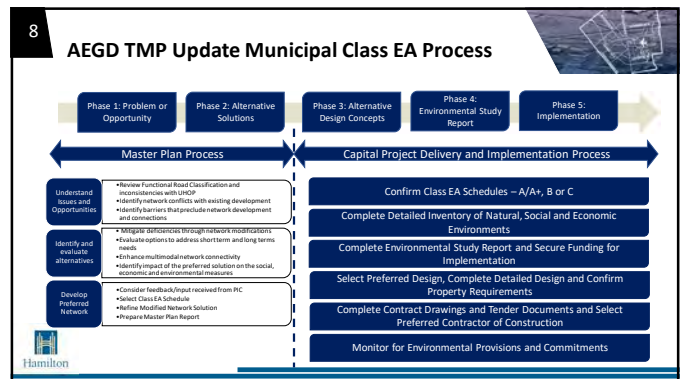 8
AEGD TMP Update Municipal Class EA Process
Phase 1: Problem or
Opportunity
Phase 2: Alternative
Solutions
Phase 3: Alternative
Design Concepts
Phase 4:
Environmental Study
Report
Phase 5:
Implementation
Master Plan Process
Capital Project Delivery and Implementation Process
Understand
Issues and
Opportunities
•Review Functional Road Classification and
inconsistencies with UHOP
•Identify network conflicts with existing development
•Identify barriers that preclude network development
and connections
Identify and
evaluate
alternatives
• Mitigate deficiencies through network modifications
•Evaluate options to address short term and long terms
needs
•Enhance multimodal network connectivity
•Identify impact of the preferred solution on the social,
economic and environmental measures
Develop
Preferred
Network
•Consider feedback/input received from PIC
•Select Class EA Schedule
•Refine Modified Network Solution
•Prepare Master Plan Report
Confirm Class EA Schedules – A/A+, B or C
Complete Detailed Inventory of Natural, Social and Economic
Environments
Complete Environmental Study Report and Secure Funding for
Implementation
Select Preferred Design, Complete Detailed Design and Confirm
Property Requirements
Complete Contract Drawings and Tender Documents and Select
Preferred Contractor of Construction
Monitor for Environmental Provisions and Commitments
Hamilton